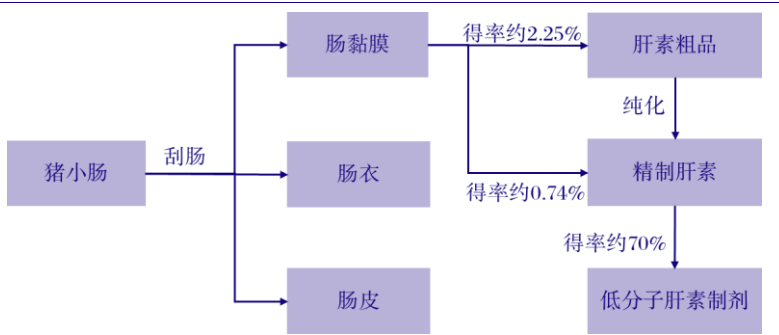 肠黏膜
得率约2.25%
肝素粗品
纯化
猪小肠
刮肠
肠衣
得率约0.74%
精制肝素
得率约70%
肠皮
低分子肝素制剂